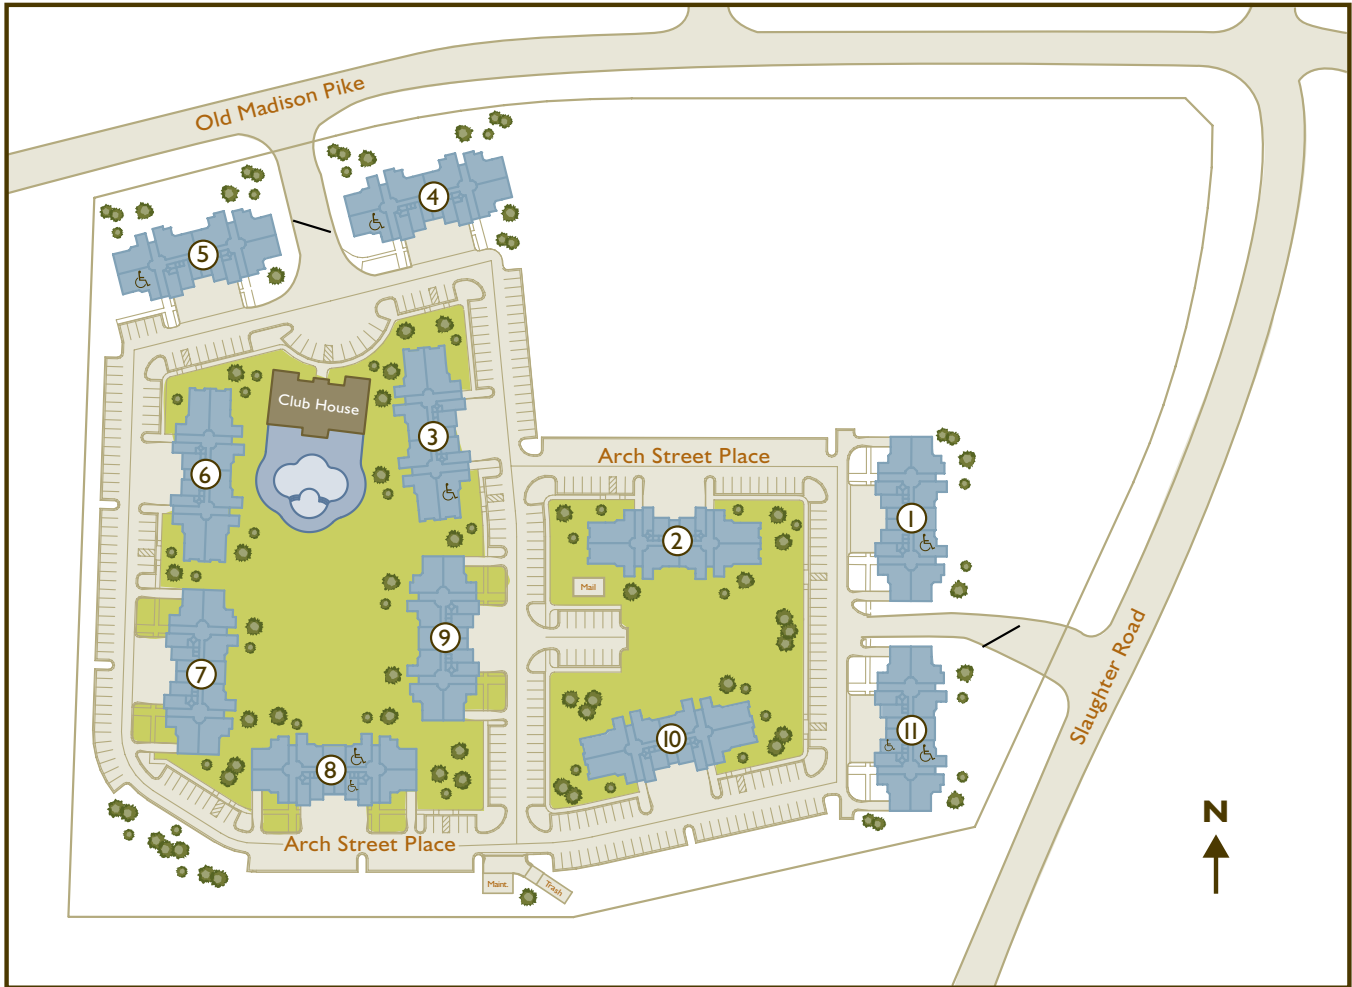 Old Madison Pike
4
5
Club House
3
6
Arch Street Place
1
2
Mail
9
7
Slaughter Road
10
11
8
N
Arch Street Place
Maint.
Trash